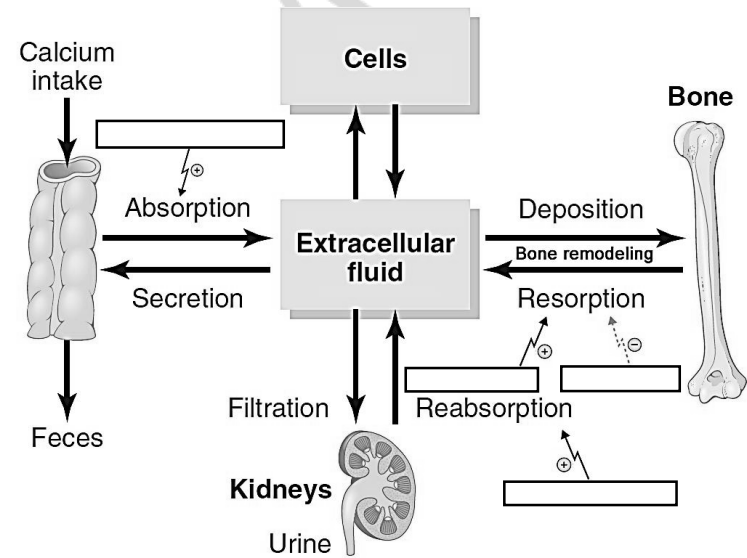 Calcium
intake
Cells
Bone
+
Absorption
Deposition
Extracellular
fluid
Bone remodeling
Secretion
Resorption
+
−
Filtration
Reabsorption
Feces
+
Kidneys
Urine